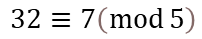 32 ≡ 7(mod 5)